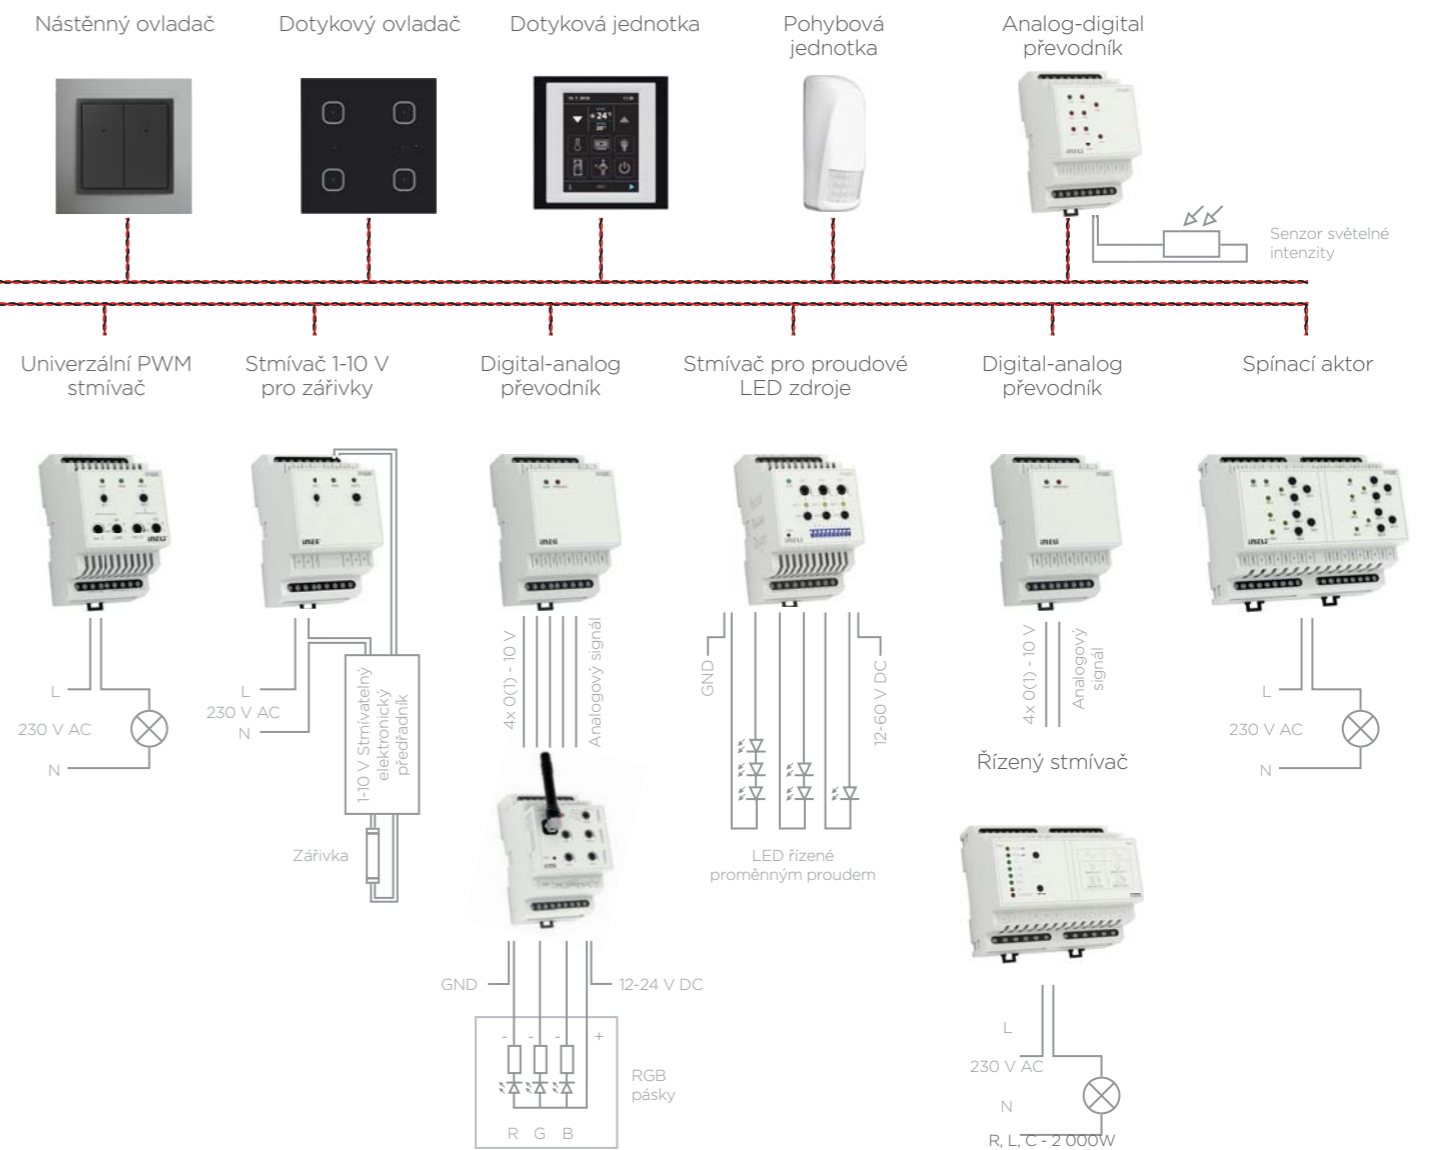 Nástěnný ovladač
Dotykový ovladač
Dotyková jednotka
Pohybová
jednotka
Analog-digital
převodník
24
Senzor světelné
intenzity
Univerzální PWM
stmívač
Stmívač 1-10 V
pro zářivky
Digital-analog
převodník
Stmívač pro proudové
LED zdroje
Digital-analog
převodník
Spínací aktor
L
230 V AC
N
L
230 V AC
N
1-10 V Stmívatelný
elektronický
předřadník
Zářivka
4x 0(1) - 10 V
Analogový signál
GND
12-60 V DC
LED řízené
proměnným proudem
4x 0(1) - 10 V
Analogový
signál
Řízený stmívač
L
230 V AC
N
GND
12-24 V DC
- - - +
RGB
pásky
R G B
L
230 V AC
N
R, L, C - 2 000W